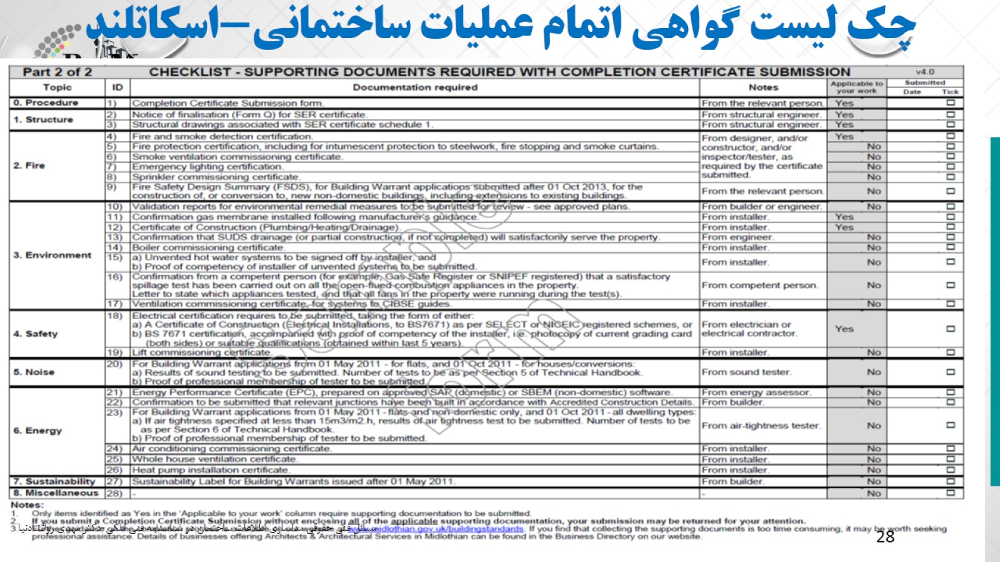 چک لیست گواهی اتمام عملیات ساختمانی–اسکاتلند
Part 2 of 2 CHECKLIST - SUPPORTING DOCUMENTS REQUIRED WITH COMPLETION CERTIFICATE SUBMISSION v4.0
Topic ID Documentation required Notes Applicable to your work Submitted
Date Tick
0. Procedure 1) Completion Certificate Submission form. From the relevant person. Yes
1. Structure 2) Notice of finalisation (Form Q) for SER certificate. From structural engineer. Yes
3) Structural drawings associated with SER certificate schedule 1. From structural engineer. Yes
2. Fire 4) Fire and smoke detection certification. From designer, and/or constructor, and/or inspector/tester, as required by the certificate submitted. Yes
5) Fire protection certification, including for intumescent protection to steelwork, fire stopping and smoke curtains. No
6) Smoke ventilation commissioning certificate. No
7) Emergency lighting certification. No
8) Sprinkler commissioning certificate. No
9) Fire Safety Design Summary (FSDS), for Building Warrant applications submitted after 01 Oct 2013, for the
construction of, or conversion to, new non-domestic buildings, including extensions to existing buildings. From the relevant person. No
3. Environment 10) Validation reports for environmental remedial measures to be submitted for review - see approved plans. From builder or engineer. No
11) Confirmation gas membrane installed following manufacturer's guidance. From installer. Yes
12) Certificate of Construction (Plumbing/Heating/Drainage). From installer. Yes
13) Confirmation that SUDS drainage (or partial construction, if not completed) will satisfactorily serve the property. From engineer. No
14) Boiler commissioning certificate. From installer. No
15) a) Unvented hot water systems to be signed off by installer, and
b) Proof of competency of installer of unvented systems to be submitted. From installer. No
16) Confirmation from a competent person (for example, Gas Safe Register or SNIPEF registered) that a satisfactory
spillage test has been carried out on all the open-flued combustion appliances in the property.
Letter to state which appliances tested, and that all fans in the property were running during the test(s). From competent person. No
17) Ventilation commissioning certificate, for systems to CIBSE guides. From installer. No
4. Safety 18) Electrical certification requires to be submitted, taking the form of either:
a) A Certificate of Construction (Electrical Installations, to BS7671) as per SELECT or NICEIC registered schemes, or
b) BS 7671 certification, accompanied with proof of competency of the installer, i.e. photocopy of current grading card
(both sides) or suitable qualifications (obtained within last 5 years). From electrician or electrical contractor. Yes
19) Lift commissioning certificate. From installer. No
5. Noise 20) For Building Warrant applications from 01 May 2011 - for flats, and 01 Oct 2011 - for houses/conversions:
a) Results of sound testing to be submitted. Number of tests to be as per Section 5 of Technical Handbook.
b) Proof of professional membership of tester to be submitted. From sound tester. No
6. Energy 21) Energy Performance Certificate (EPC), prepared on approved SAP (domestic) or SBEM (non-domestic) software. From energy assessor. No
22) Confirmation to be submitted that relevant junctions have been built in accordance with Accredited Construction Details. From builder. No
23) For Building Warrant applications from 01 May 2011 - flats and non-domestic only, and 01 Oct 2011 - all dwelling types:
a) If air tightness specified at less than 15m3/m2.h, results of air tightness test to be submitted. Number of tests to be
as per Section 6 of Technical Handbook.
b) Proof of professional membership of tester to be submitted. From air-tightness tester. No
24) Air conditioning commissioning certificate. From installer. No
25) Whole house ventilation certificate. From installer. No
26) Heat pump installation certificate. From installer. No
7. Sustainability 27) Sustainability Label for Building Warrants issued after 01 May 2011. From builder. No
8. Miscellaneous 28) - - No
sample form
Notes:
1. Only items identified as Yes in the 'Applicable to your work' column require supporting documentation to be submitted.
2. If you submit a Completion Certificate Submission without enclosing all of the applicable supporting documentation, your submission may be returned for your attention.
3. midlothian.gov.uk/buildingstandards. If you find that collecting the supporting documents is too time consuming, it may be worth seeking
professional assistance. Details of businesses offering Architects & Architectural Services in Midlothian can be found in the Business Directory on our website.
مسئل فنی حقوقی مدلسازی اطلاعات ساختمان در شناسنامه فنی ملکی -دکتر مهدی روانشادنیا
28